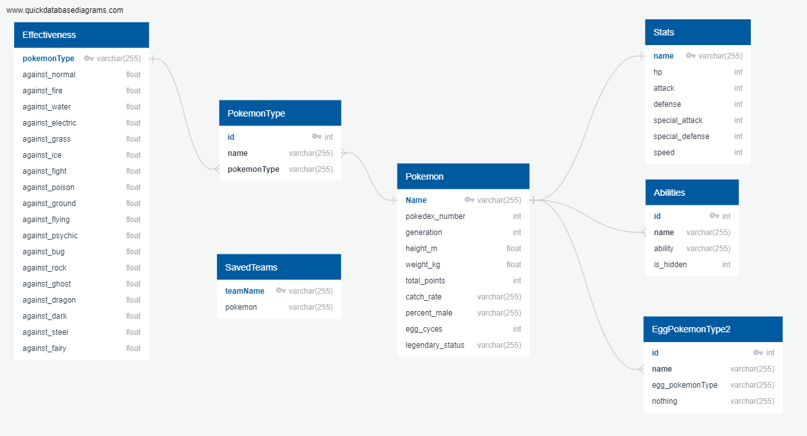 www.quickdatabasediagrams.com
Effectiveness
pokemonType varchar(255)
against_normal float
against_fire float
against_water float
against_electric float
against_grass float
against_ice float
against_fight float
against_poison float
against_ground float
against_flying float
against_psychic float
against_bug float
against_rock float
against_ghost float
against_dragon float
against_dark float
against_steel float
against_fairy float
PokemonType
id int
name varchar(255)
pokemonType varchar(255)
SavedTeams
teamName varchar(255)
pokemon varchar(255)
Pokemon
Name varchar(255)
pokedex_number int
generation int
height_m float
weight_kg float
total_points int
catch_rate varchar(255)
percent_male varchar(255)
egg_cyces int
legendary_status varchar(255)
Stats
name varchar(255)
hp int
attack int
defense int
special_attack int
special_defense int
speed int
Abilities
id int
name varchar(255)
ability varchar(255)
is_hidden int
EggPokemonType2
id int
name varchar(255)
egg_pokemonType varchar(255)
nothing varchar(255)